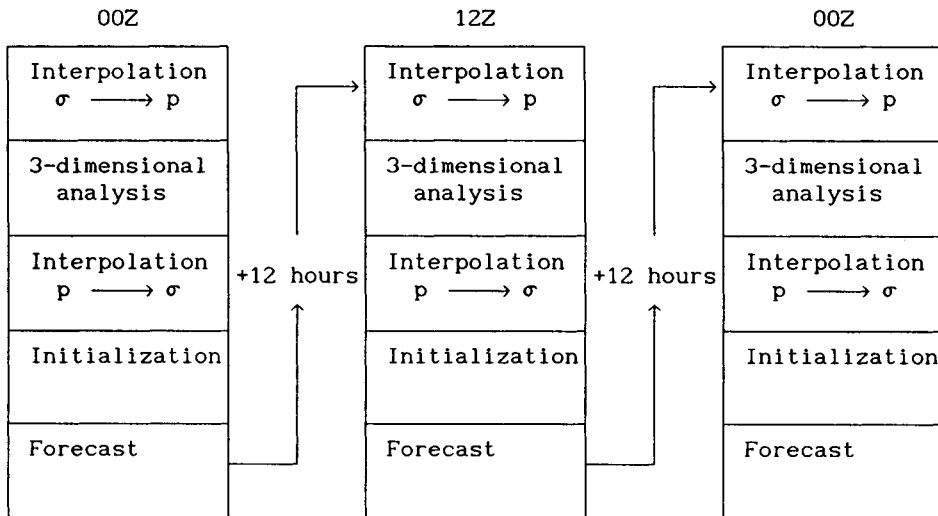 00Z
Interpolation
σ → p
3-dimensional
analysis
Interpolation
p → σ
Initialization
Forecast
+12 hours
12Z
Interpolation
σ → p
3-dimensional
analysis
Interpolation
p → σ
Initialization
Forecast
+12 hours
00Z
Interpolation
σ → p
3-dimensional
analysis
Interpolation
p → σ
Initialization
Forecast